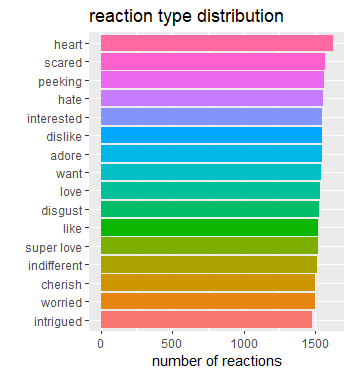 reaction type distribution
heart
scared
peeking
hate
interested
dislike
adore
want
love
disgust
like
super love
indifferent
cherish
worried
intrigued
0 500 1000 1500
number of reactions